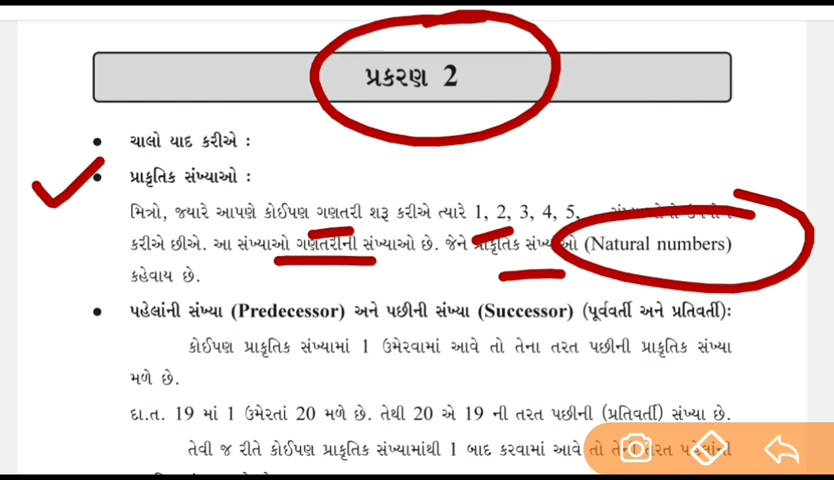 પ્રકરણ 2
• ચાલો યાદ કરીએ :
• પ્રાકૃતિક સંખ્યાઓ :
મિત્રો, જ્યારે આપણે કોઈપણ ગણતરી શરૂ કરીએ ત્યારે 1, 2, 3, 4, 5,
કરીએ છીએ. આ સંખ્યાઓ ગણતરીની સંખ્યાઓ છે. જેને પ્રાકૃતિક સંખ્યાઓ (Natural numbers)
કહેવાય છે.
• પહેલાંની સંખ્યા (Predecessor) અને પછીની સંખ્યા (Successor) (પૂર્વવર્તી અને પ્રતિવર્તી):
કોઈપણ પ્રાકૃતિક સંખ્યામાં 1 ઉમેરવામાં આવે તો તેના તરત પછીની પ્રાકૃતિક સંખ્યા
મળે છે.
દા.ત. 19 માં 1 ઉમેરતાં 20 મળે છે. તેથી 20 એ 19 ની તરત પછીની (પ્રતિવર્તી) સંખ્યા છે.
તેવી જ રીતે કોઈપણ પ્રાકૃતિક સંખ્યામાંથી 1 બાદ કરવામાં આવે તો તેની તરત પહેલાંની